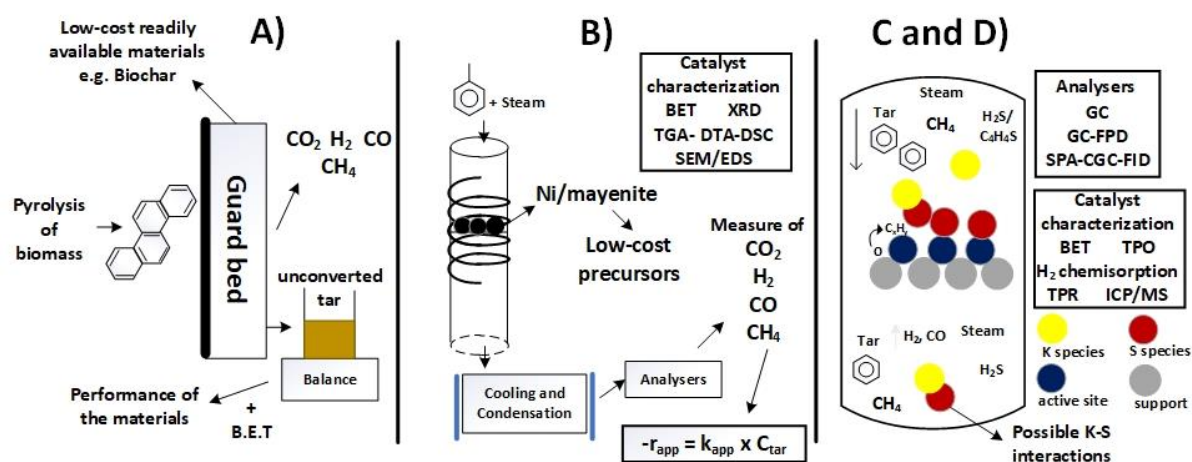 A)
Low-cost readily
available materials
e.g. Biochar
CO2 H2 CO
CH4
Pyrolysis
of
biomass
Guard bed
unconverted
tar
Balance
Performance of
the materials
+
B.E.T
B)
+ Steam
Catalyst
characterization
BET XRD
TGA- DTA-DSC
SEM/EDS
Ni/mayenite
Low-cost
precursors
Measure of
CO2
H2
CO
CH4
Cooling and
Condensation
Analysers
-rapp = kapp x Ctar
C and D)
Steam
Tar
CH4
H2S/
C4H4S
CxHy
O
Tar
H2, CO
Steam
H2S
CH4
Possible K-S
interactions
Analysers
GC
GC-FPD
SPA-CGC-FID
Catalyst
characterization
BET TPO
H2 chemisorption
TPR ICP/MS
K species
S species
active site
support